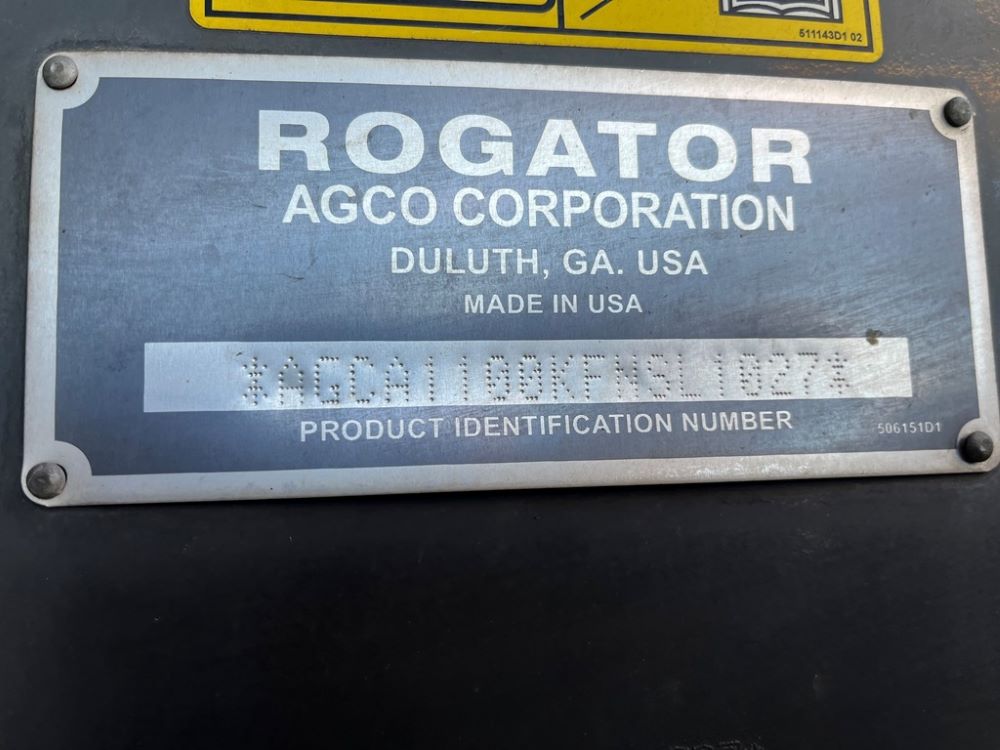 511143D1 02
ROGATOR
AGCO CORPORATION
DULUTH, GA. USA
MADE IN USA
*AGCA1100KFNSL1027*
PRODUCT IDENTIFICATION NUMBER
506151D1